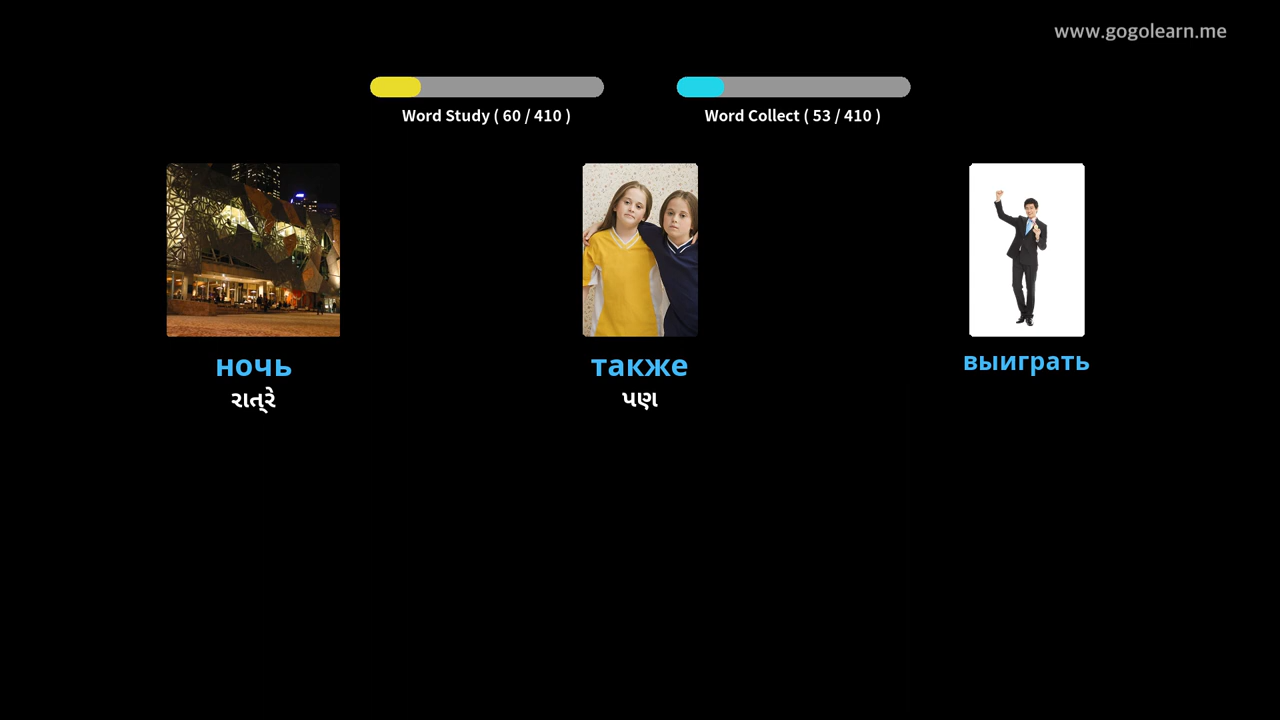 www.gogolearn.me
Word Study ( 60 / 410 )
Word Collect ( 53 / 410 )
ночь
રાત્રે
также
પણ
выиграть